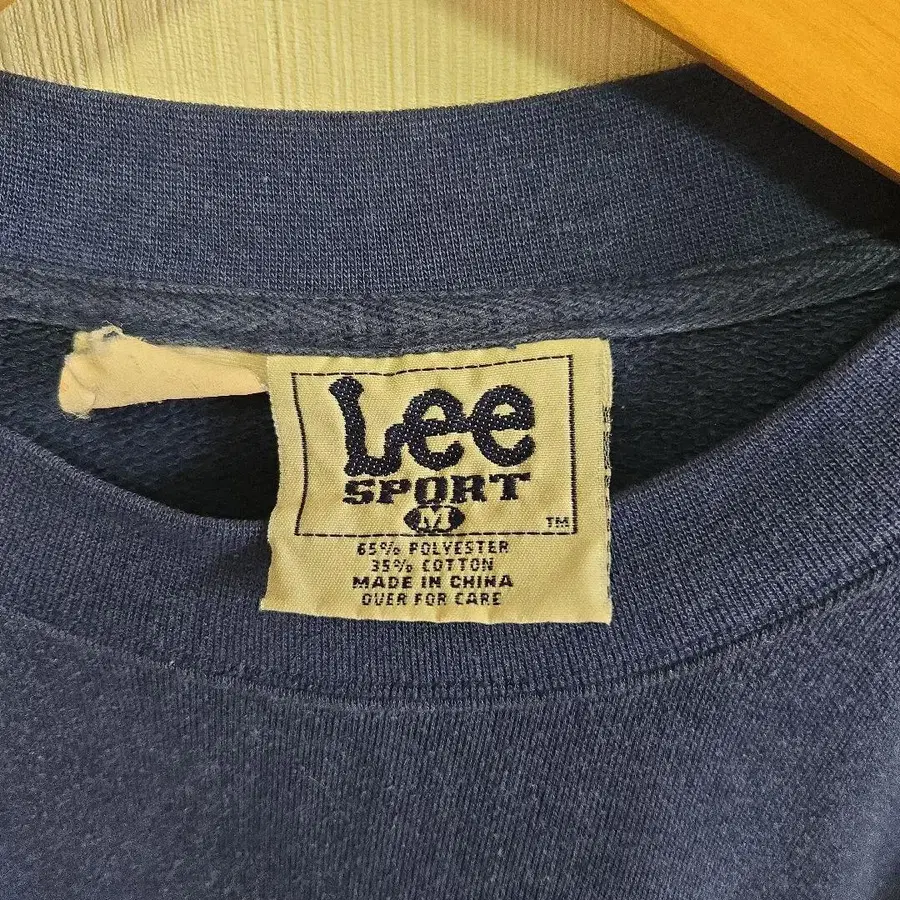 Lee
SPORT
M
TM
65% POLYESTER
35% COTTON
MADE IN CHINA
OVER FOR CARE